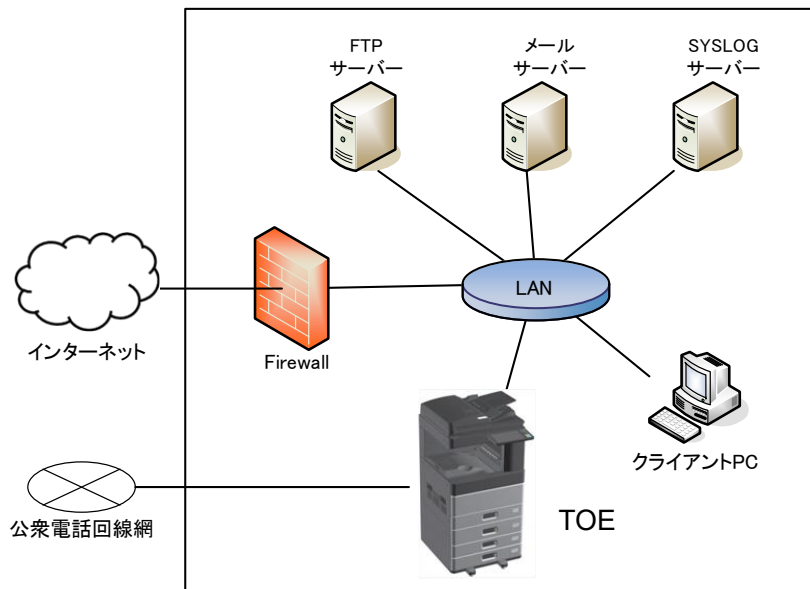 FTP
サーバー
メール
サーバー
SYSLOG
サーバー
LAN
インターネット
Firewall
クライアントPC
TOE
公衆電話回線網